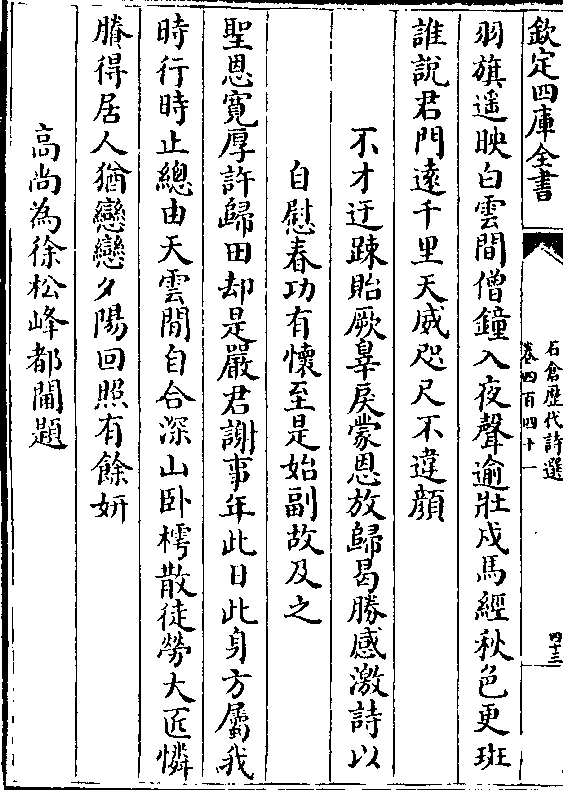 欽定四庫全書
石倉歴代詩選
卷四百四十一
四十三
羽旗遥映白雲間僧鐘入夜聲逾壯戍馬經秋色更班
誰說君門逺千里天威咫尺不違顔
不才迂踈貽厥辠戾蒙恩放歸曷勝感激詩以
自慰春功有懷至是始副故及之
聖恩寛厚許歸田却是嚴君謝事年此日此身方屬我
時行時止總由天雲間自合深山卧樗散徒勞大匠憐
賸得居人猶戀戀夕陽回照有餘妍
高尚為徐松峰都閫題